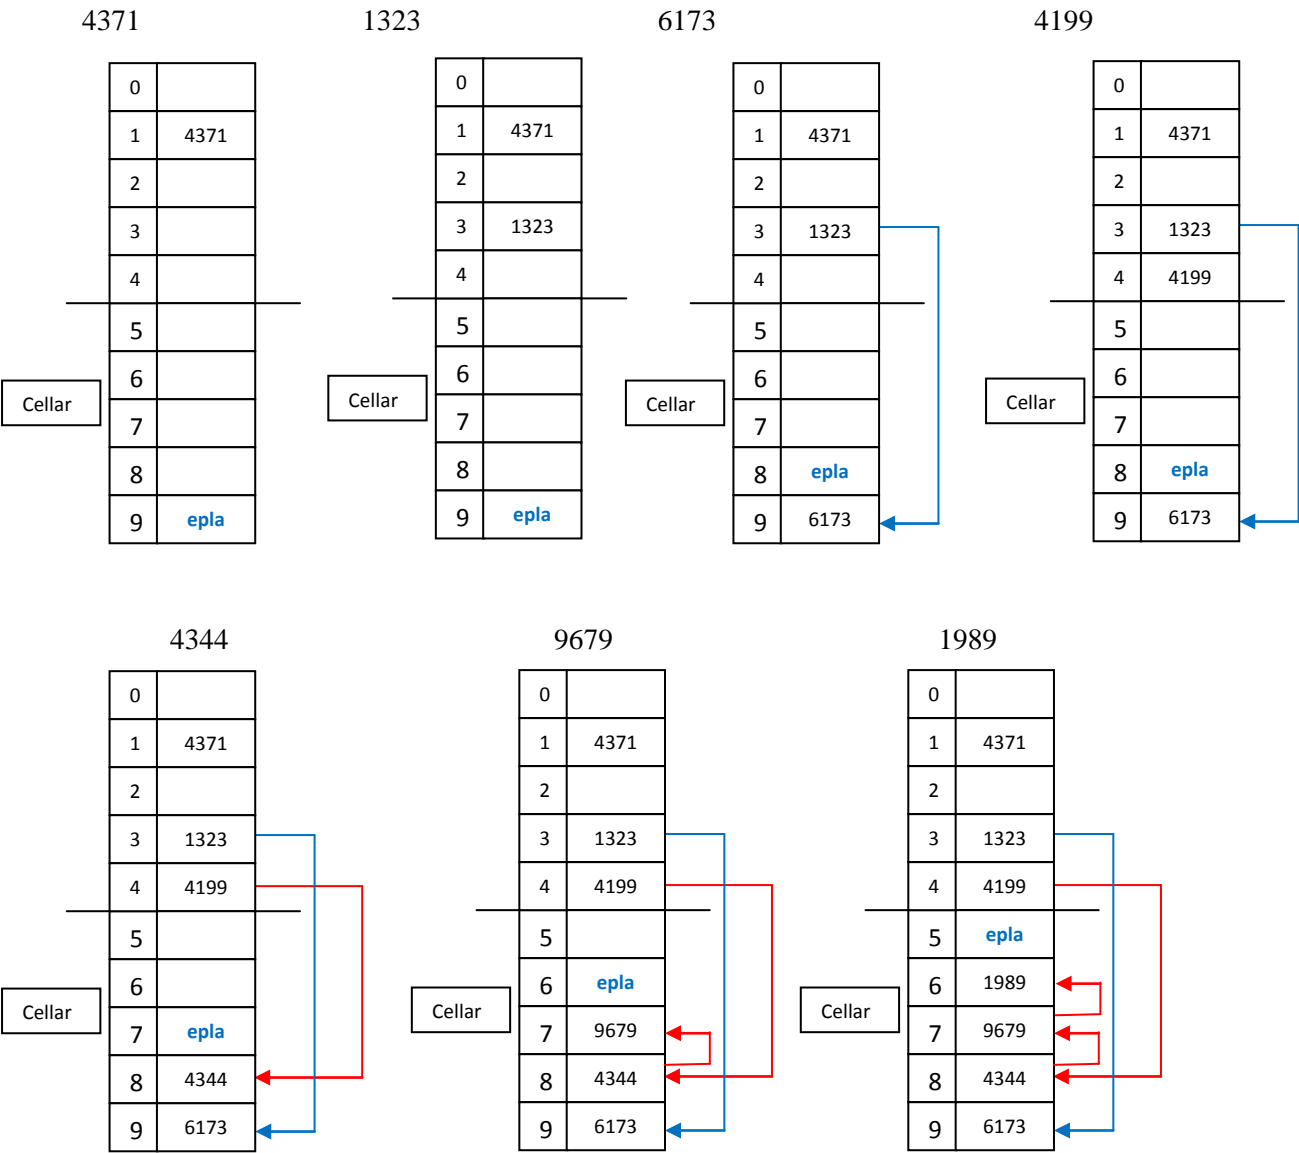 4371 1323 6173 4199
0 0 0 0
1 4371 1 4371 1 4371 1 4371
2 2 2 2
3 3 1323 3 1323 3 1323
4 4 4 4 4199
5 5 5 5
Cellar 6 Cellar 6 Cellar 6 Cellar 6
7 7 7 7
8 8 8 epla 8 epla
9 epla 9 epla 9 6173 9 6173
4344 9679 1989
0 0 0
1 4371 1 4371 1 4371
2 2 2
3 1323 3 1323 3 1323
4 4199 4 4199 4 4199
5 5 5 epla
6 6 epla 6 1989
Cellar 7 epla Cellar 7 9679 Cellar 7 9679
8 4344 8 4344 8 4344
9 6173 9 6173 9 6173